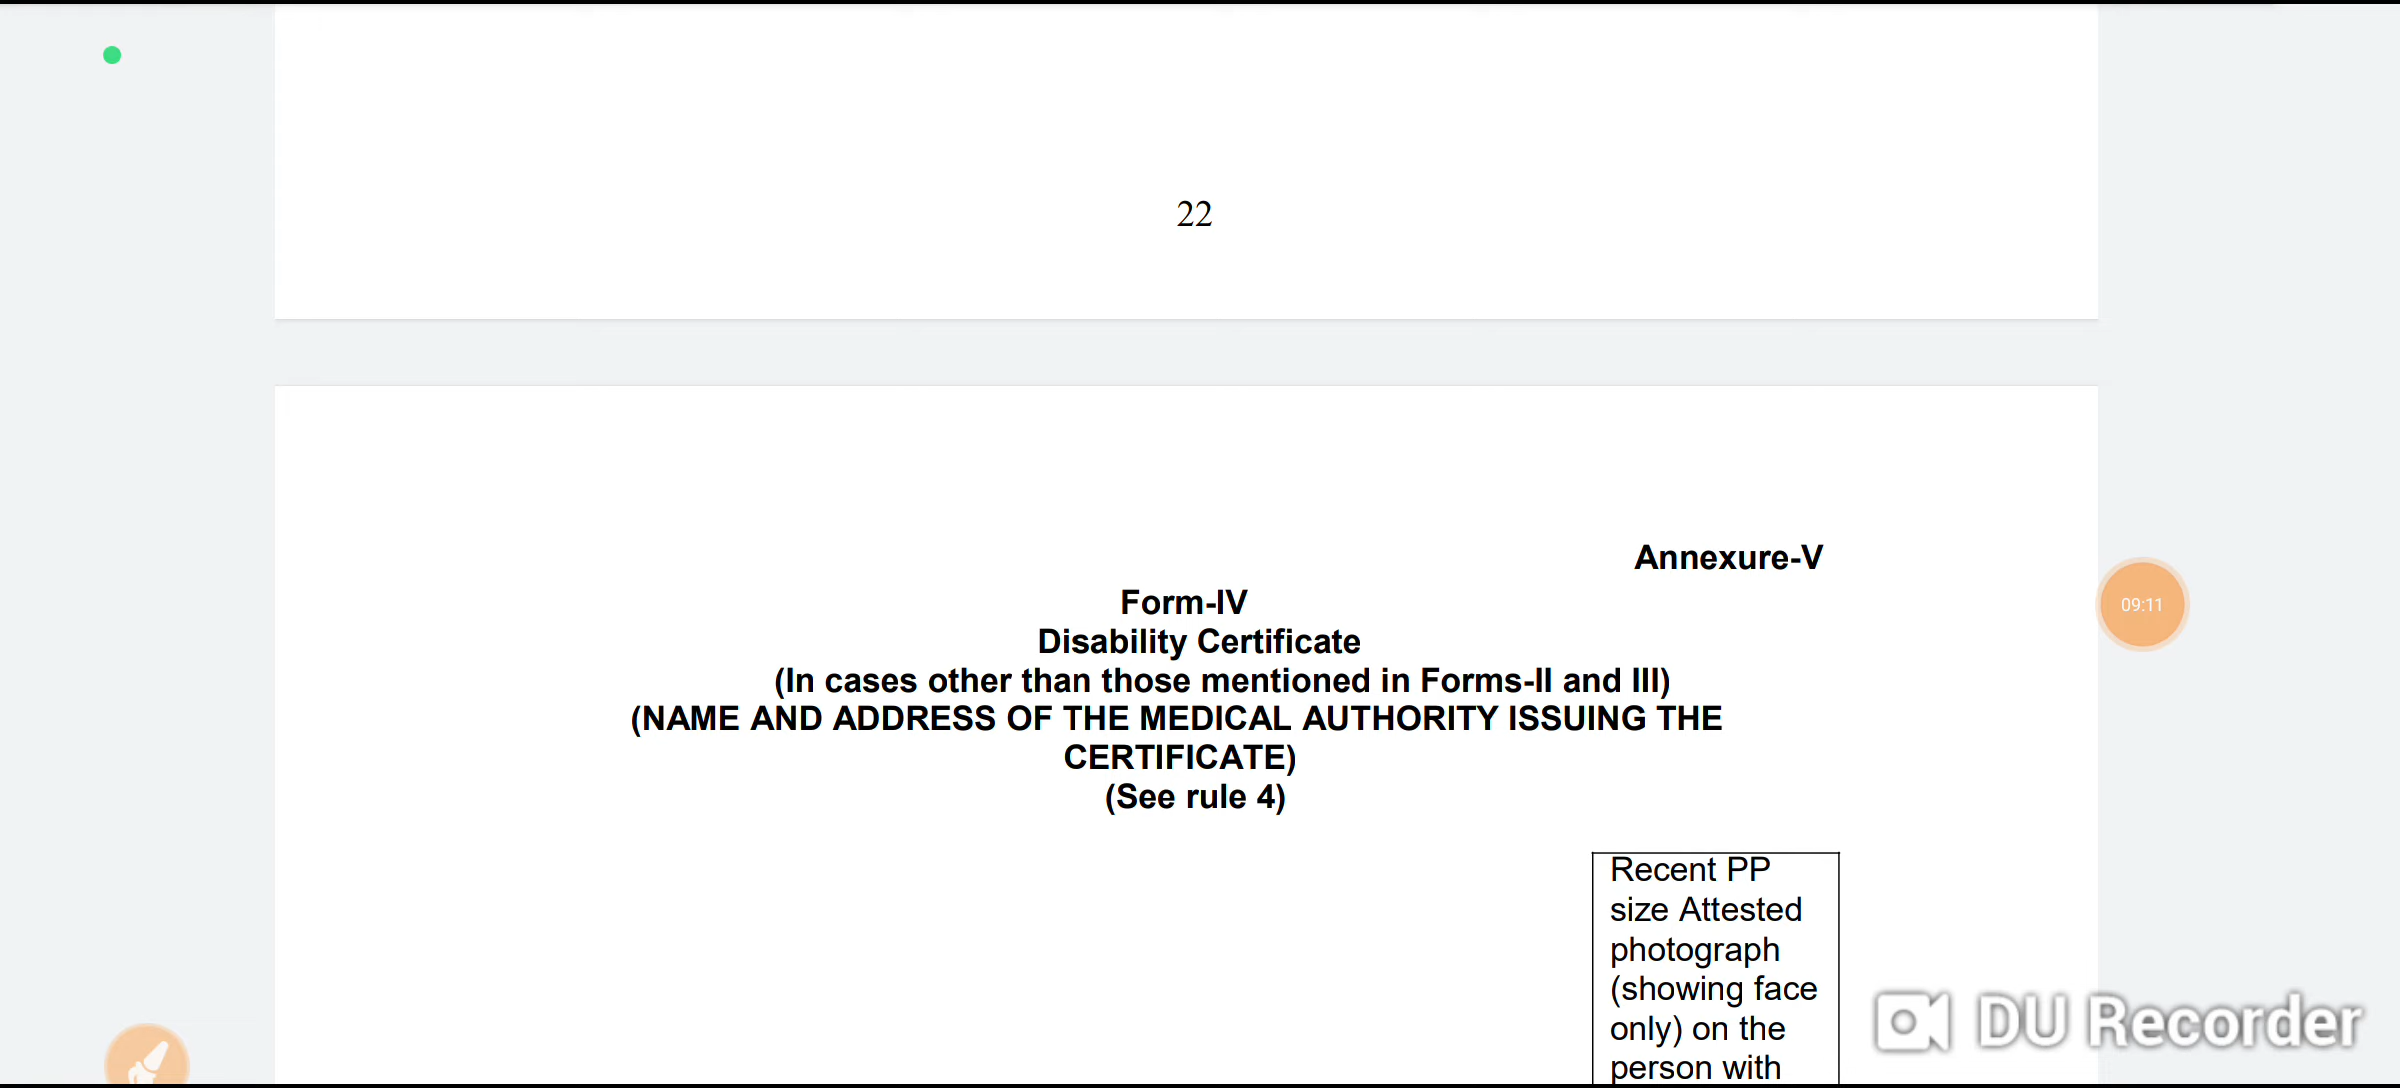 22
Annexure-V
Form-IV
Disability Certificate
(In cases other than those mentioned in Forms-II and III)
(NAME AND ADDRESS OF THE MEDICAL AUTHORITY ISSUING THE
CERTIFICATE)
(See rule 4)
09:11
Recent PP
size Attested
photograph
(showing face
only) on the
person with
DU Recorder